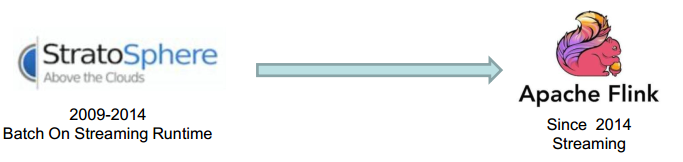 StratoSphere
Above the Clouds
2009-2014
Batch On Streaming Runtime
Apache Flink
Since 2014
Streaming